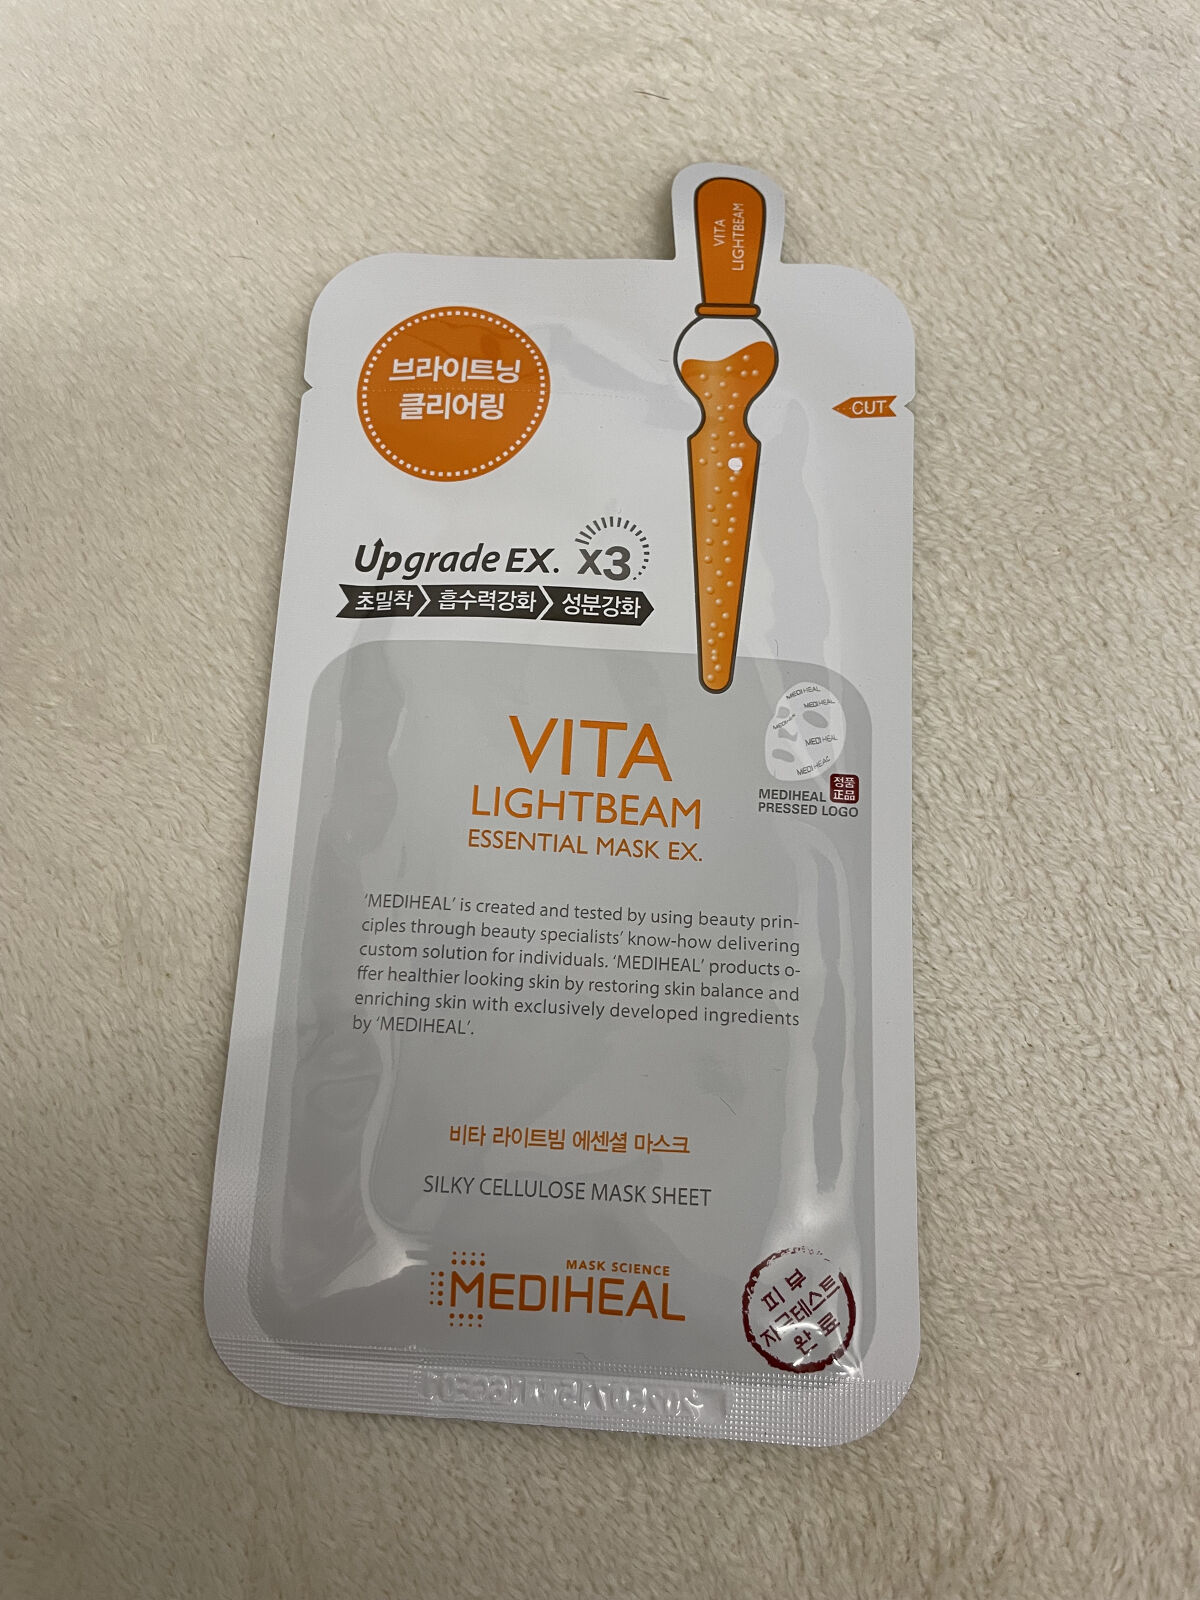 VITA
LIGHTBEAM
브라이트닝
클리어링
CUT
Upgrade EX. x3
초밀착 흡수력강화 성분강화
VITA
LIGHTBEAM
ESSENTIAL MASK EX.
MEDIHEAL
MEDIHEAL
MEDIHEAL
MEDIHEAL
MEDIHEAL
MEDIHEAL 정품
正品
PRESSED LOGO
'MEDIHEAL' is created and tested by using beauty prin-
ciples through beauty specialists' know-how delivering
custom solution for individuals. 'MEDIHEAL' products o-
ffer healthier looking skin by restoring skin balance and
enriching skin with exclusively developed ingredients
by 'MEDIHEAL'.
비타 라이트빔 에센셜 마스크
SILKY CELLULOSE MASK SHEET
MASK SCIENCE
MEDIHEAL
피부
자극테스트
완료